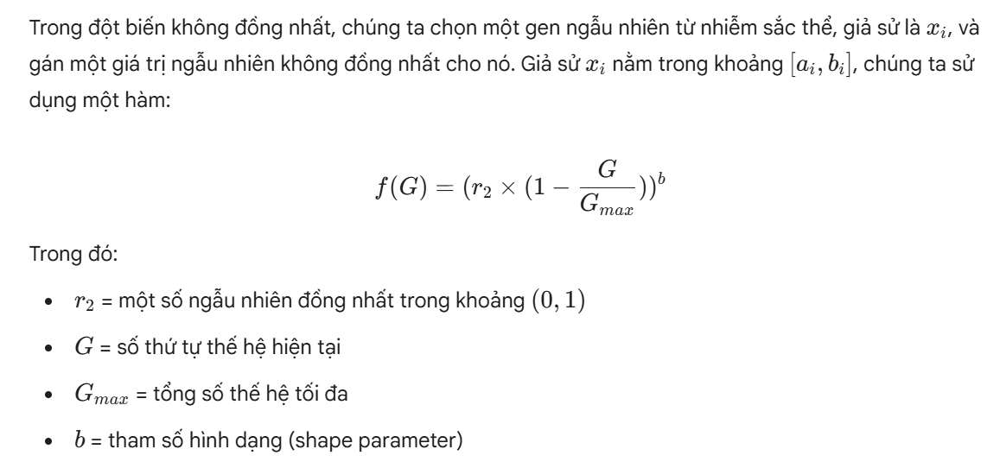 Trong đột biến không đồng nhất, chúng ta chọn một gen ngẫu nhiên từ nhiễm sắc thể, giả sử là $x_i$, và
gán một giá trị ngẫu nhiên không đồng nhất cho nó. Giả sử $x_i$ nằm trong khoảng $[a_i, b_i]$, chúng ta sử
dụng một hàm:
$f(G) = (r_2 \times (1 - \frac{G}{G_{max}}))^b$
Trong đó:
• $r_2$ = một số ngẫu nhiên đồng nhất trong khoảng $(0, 1)$
• $G$ = số thứ tự thế hệ hiện tại
• $G_{max}$ = tổng số thế hệ tối đa
• $b$ = tham số hình dạng (shape parameter)